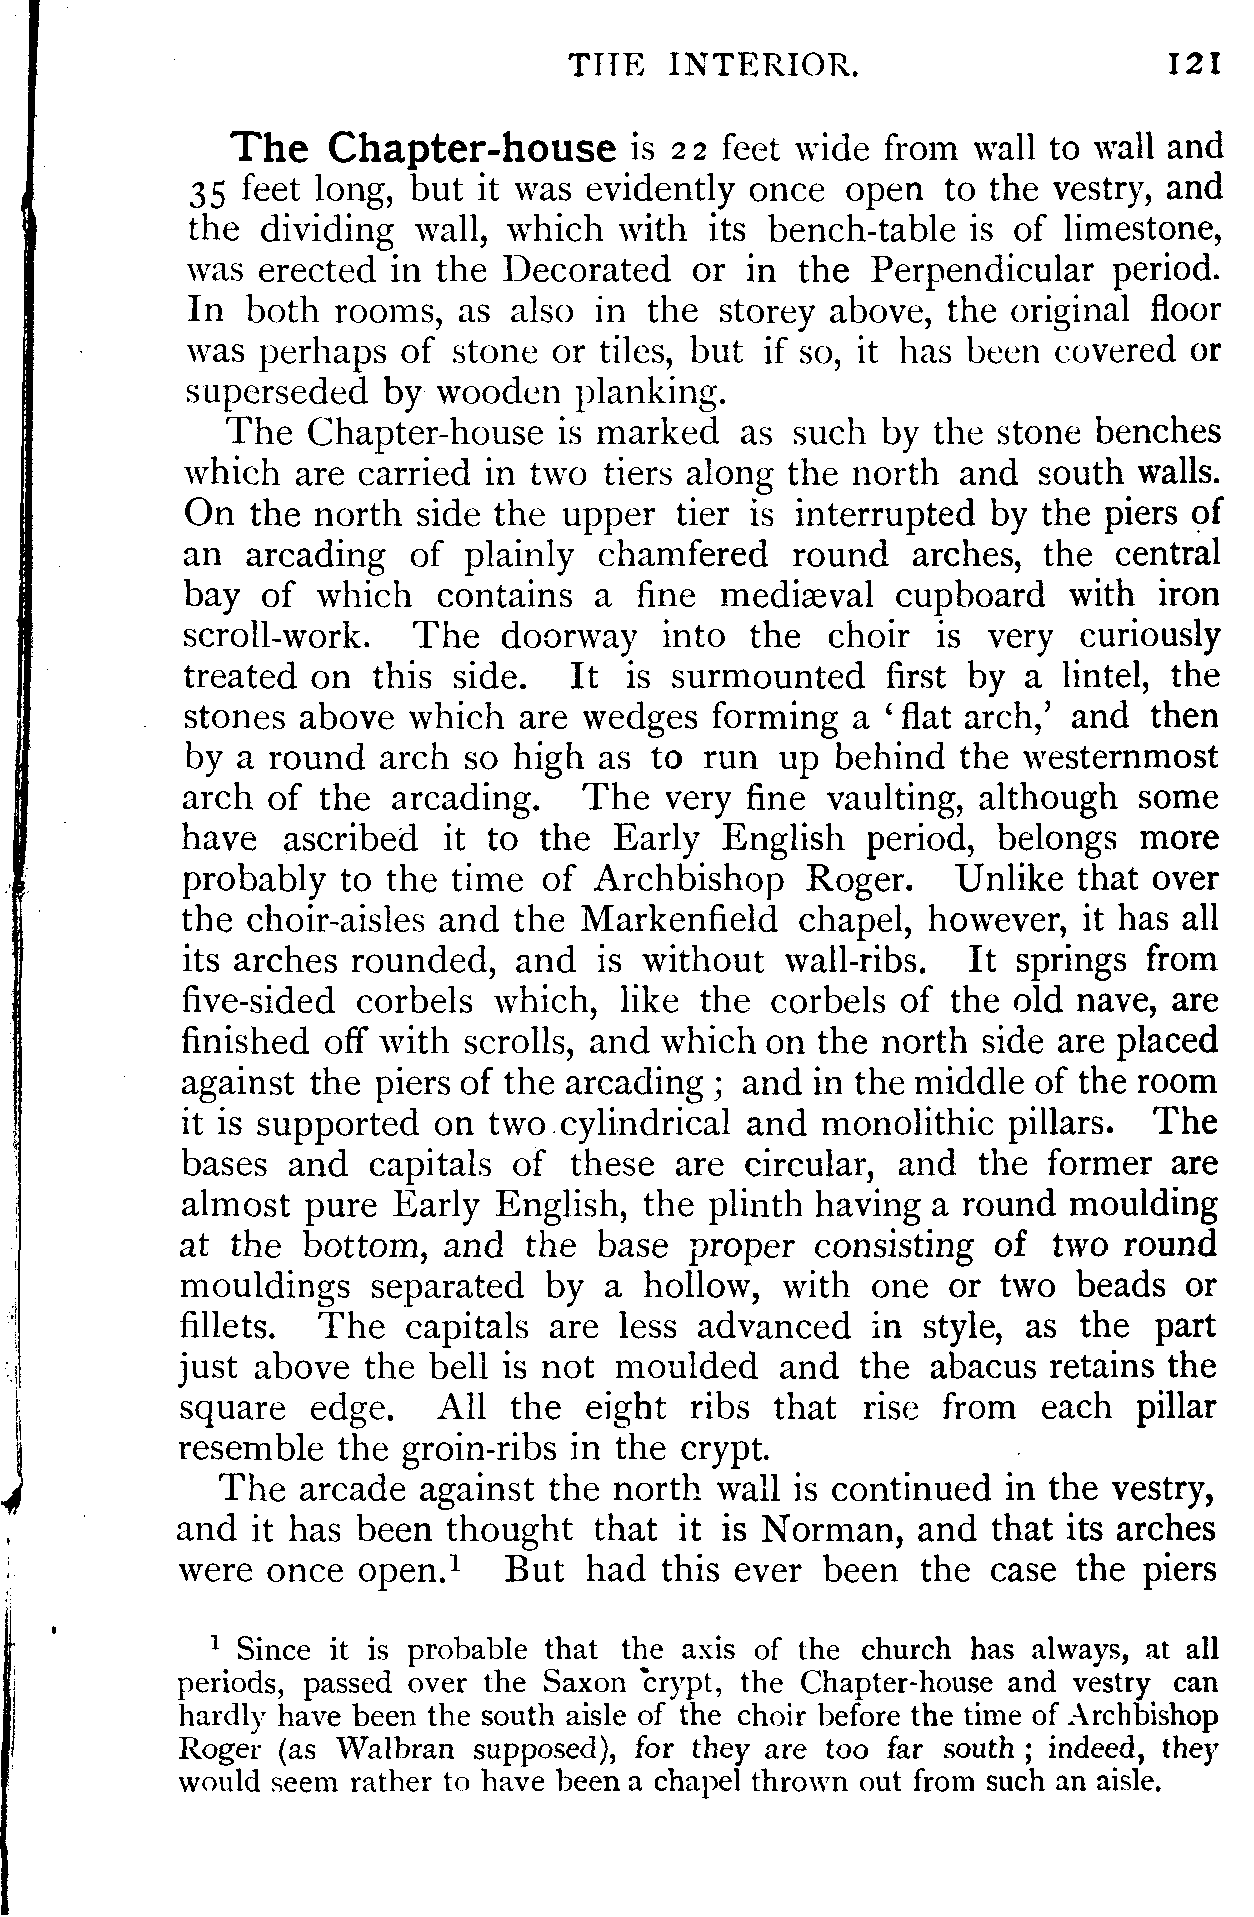 THE INTERIOR. 121
The Chapter-house is 22 feet wide from wall to wall and
35 feet long, but it was evidently once open to the vestry, and
the dividing wall, which with its bench-table is of limestone,
was erected in the Decorated or in the Perpendicular period.
In both rooms, as also in the storey above, the original floor
was perhaps of stone or tiles, but if so, it has been covered or
superseded by wooden planking.
The Chapter-house is marked as such by the stone benches
which are carried in two tiers along the north and south walls.
On the north side the upper tier is interrupted by the piers of
an arcading of plainly chamfered round arches, the central
bay of which contains a fine mediæval cupboard with iron
scroll-work. The doorway into the choir is very curiously
treated on this side. It is surmounted first by a lintel, the
stones above which are wedges forming a ‘flat arch,’ and then
by a round arch so high as to run up behind the westernmost
arch of the arcading. The very fine vaulting, although some
have ascribed it to the Early English period, belongs more
probably to the time of Archbishop Roger. Unlike that over
the choir-aisles and the Markenfield chapel, however, it has all
its arches rounded, and is without wall-ribs. It springs from
five-sided corbels which, like the corbels of the old nave, are
finished off with scrolls, and which on the north side are placed
against the piers of the arcading ; and in the middle of the room
it is supported on two cylindrical and monolithic pillars. The
bases and capitals of these are circular, and the former are
almost pure Early English, the plinth having a round moulding
at the bottom, and the base proper consisting of two round
mouldings separated by a hollow, with one or two beads or
fillets. The capitals are less advanced in style, as the part
just above the bell is not moulded and the abacus retains the
square edge. All the eight ribs that rise from each pillar
resemble the groin-ribs in the crypt.
The arcade against the north wall is continued in the vestry,
and it has been thought that it is Norman, and that its arches
were once open.¹ But had this ever been the case the piers
¹ Since it is probable that the axis of the church has always, at all
periods, passed over the Saxon crypt, the Chapter-house and vestry can
hardly have been the south aisle of the choir before the time of Archbishop
Roger (as Walbran supposed), for they are too far south ; indeed, they
would seem rather to have been a chapel thrown out from such an aisle.